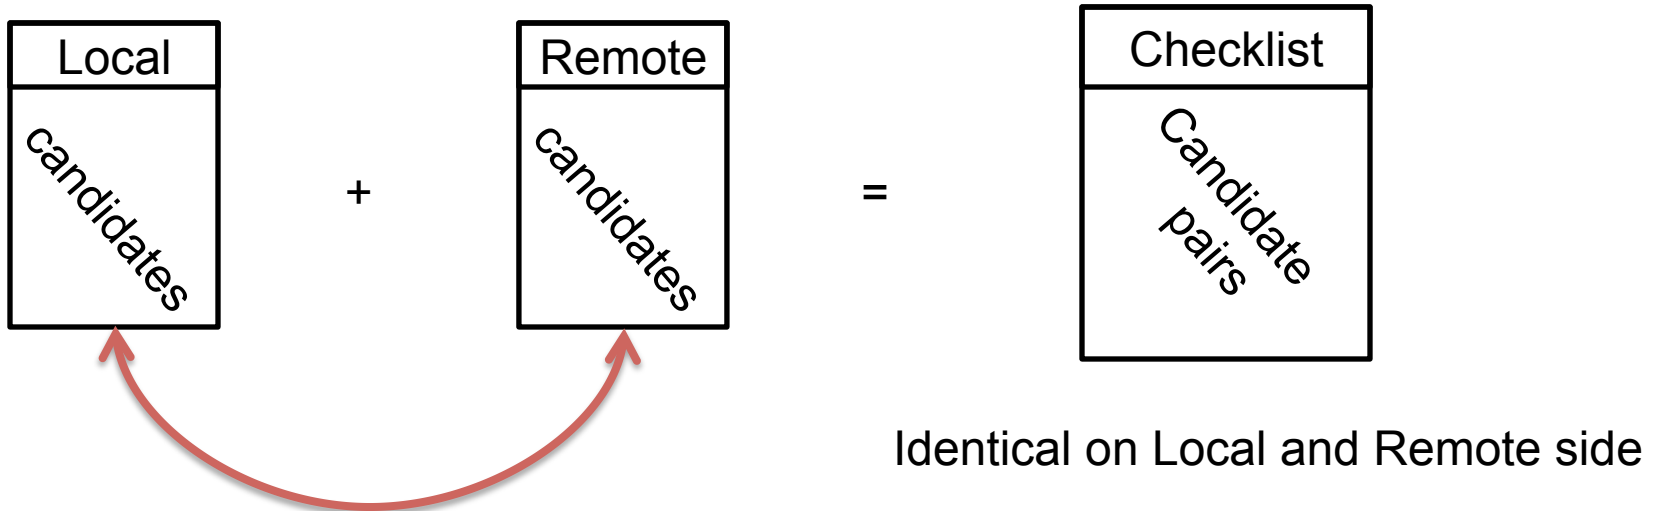 Local
candidates
+
Remote
candidates
=
Checklist
Candidate
pairs
Identical on Local and Remote side